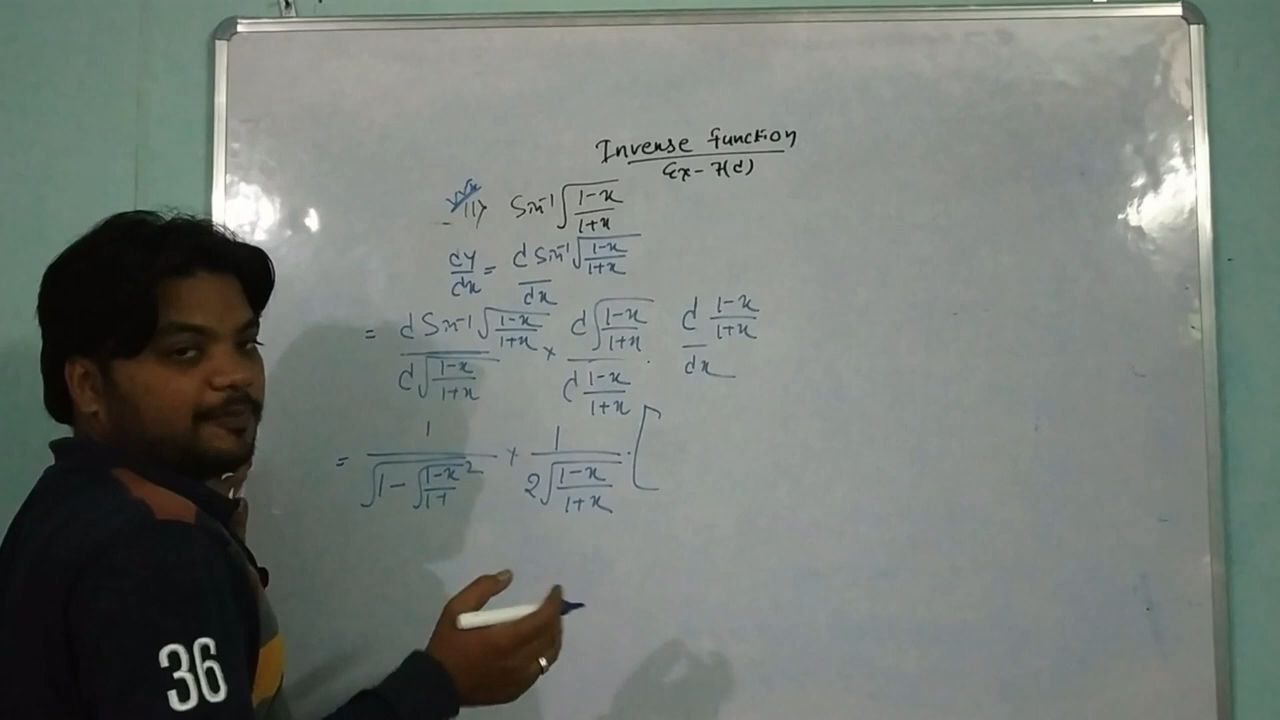 Inverse function
Ex-7(d)
11> Sin⁻¹√(1-x/1+x)
dy/dx = d Sin⁻¹√(1-x/1+x) / dx
= d Sin⁻¹√(1-x/1+x) / d√(1-x/1+x) × d√(1-x/1+x) / d 1-x/1+x . d 1-x/1+x / dx
= 1/√(1-√(1-x/1+)²) × 1/2√(1-x/1+x) . [
36